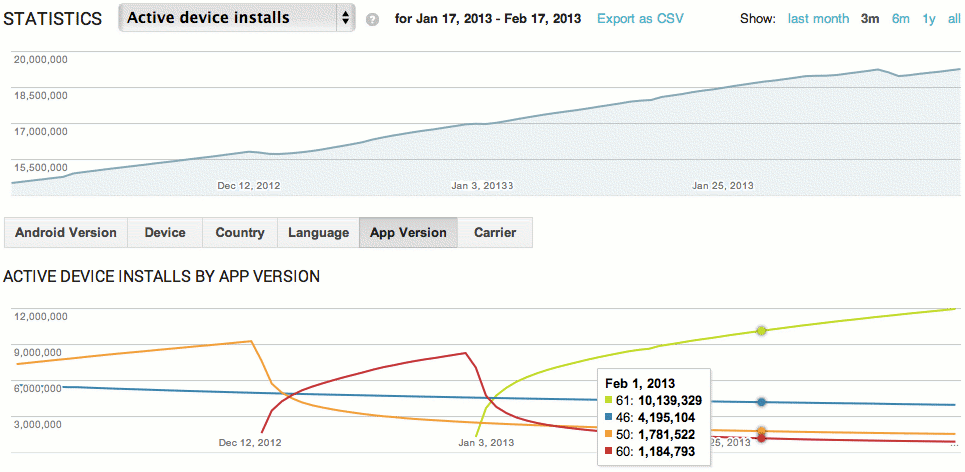 STATISTICS Active device installs ? for Jan 17, 2013 - Feb 17, 2013 Export as CSV Show: last month 3m 6m 1y all
20,000,000
18,500,000
17,000,000
15,500,000
Dec 12, 2012 Jan 3, 20133 Jan 25, 2013
Android Version Device Country Language App Version Carrier
ACTIVE DEVICE INSTALLS BY APP VERSION
12,000,000
9,000,000
6,000,000
3,000,000
Dec 12, 2012 Jan 3, 2013 25, 2013 ...
Feb 1, 2013
61: 10,139,329
46: 4,195,104
50: 1,781,522
60: 1,184,793